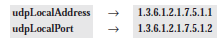 udpLocalAddress → 1.3.6.1.2.1.7.5.1.1
udpLocalPort → 1.3.6.1.2.1.7.5.1.2